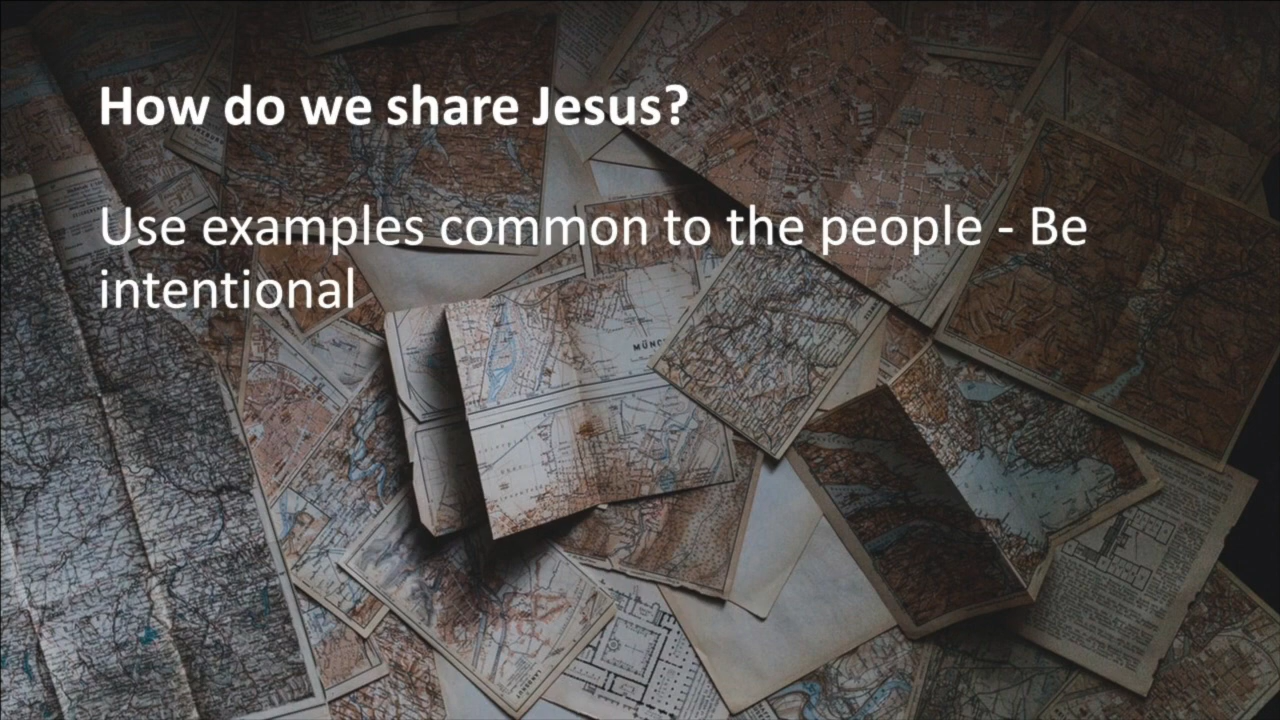 How do we share Jesus?
Use examples common to the people - Be
intentional